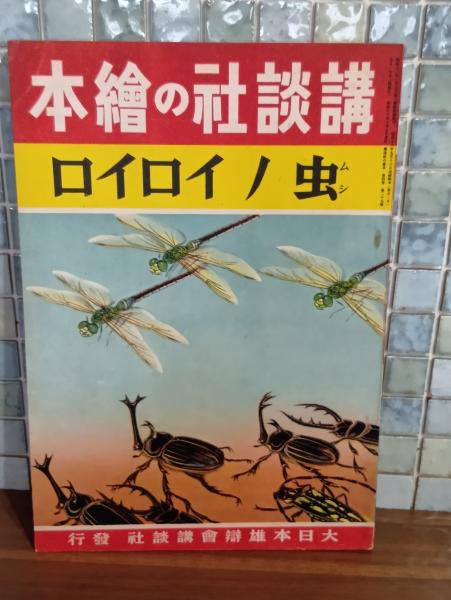 講談社の繪本
虫ノイロイロ
ムシ
大日本雄辯會講談社 發行